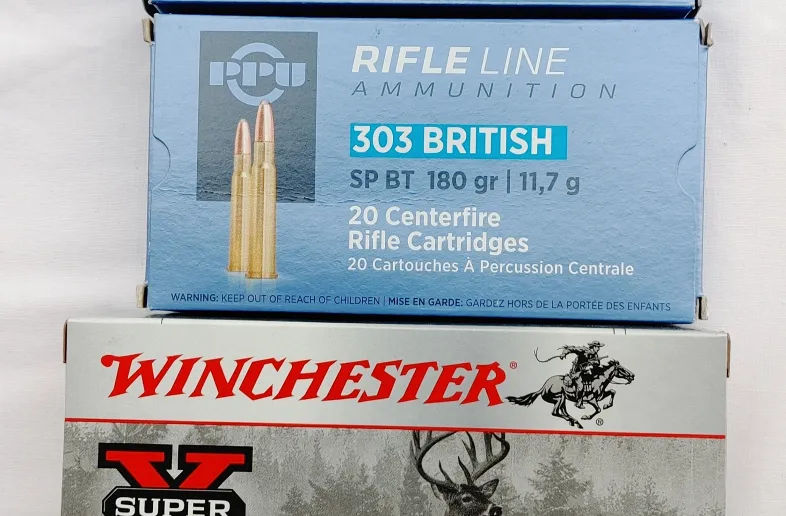 PPU
RIFLE LINE
AMMUNITION
303 BRITISH
SP BT 180 gr | 11,7 g
20 Centerfire
Rifle Cartridges
20 Cartouches À Percussion Centrale
WARNING: KEEP OUT OF REACH OF CHILDREN | MISE EN GARDE: GARDEZ HORS DE LA PORTÉE DES ENFANTS
WINCHESTER®
®
X
SUPER